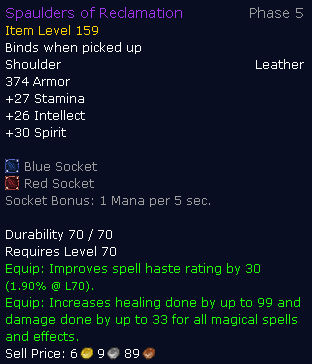 Spaulders of Reclamation Phase 5
Item Level 159
Binds when picked up
Shoulder Leather
374 Armor
+27 Stamina
+26 Intellect
+30 Spirit
Blue Socket
Red Socket
Socket Bonus: 1 Mana per 5 sec.
Durability 70 / 70
Requires Level 70
Equip: Improves spell haste rating by 30
(1.90% @ L70).
Equip: Increases healing done by up to 99 and
damage done by up to 33 for all magical spells
and effects.
Sell Price: 6 9 89